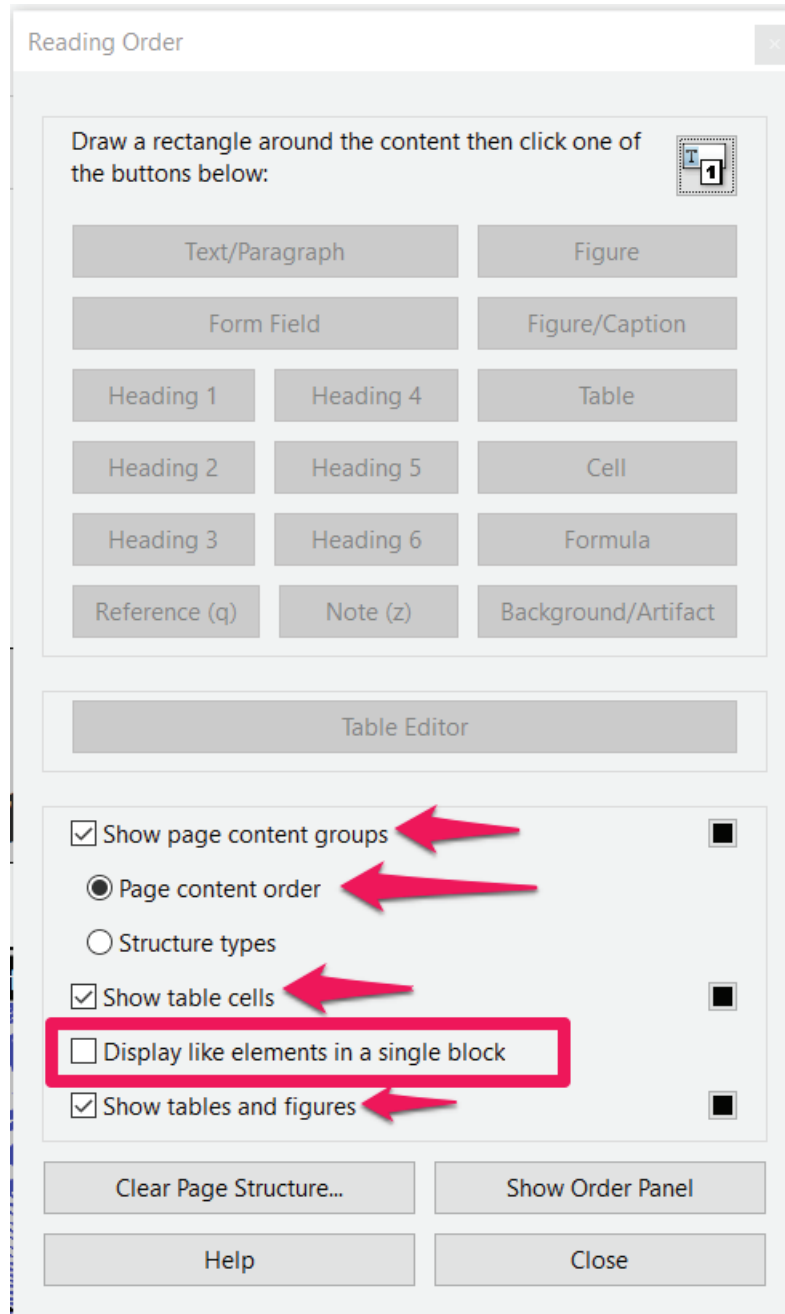 Reading Order
Draw a rectangle around the content then click one of
the buttons below:
T
1
Text/Paragraph
Figure
Form Field
Figure/Caption
Heading 1
Heading 4
Table
Heading 2
Heading 5
Cell
Heading 3
Heading 6
Formula
Reference (q)
Note (z)
Background/Artifact
Table Editor
Show page content groups
Page content order
Structure types
Show table cells
Display like elements in a single block
Show tables and figures
Clear Page Structure...
Show Order Panel
Help
Close